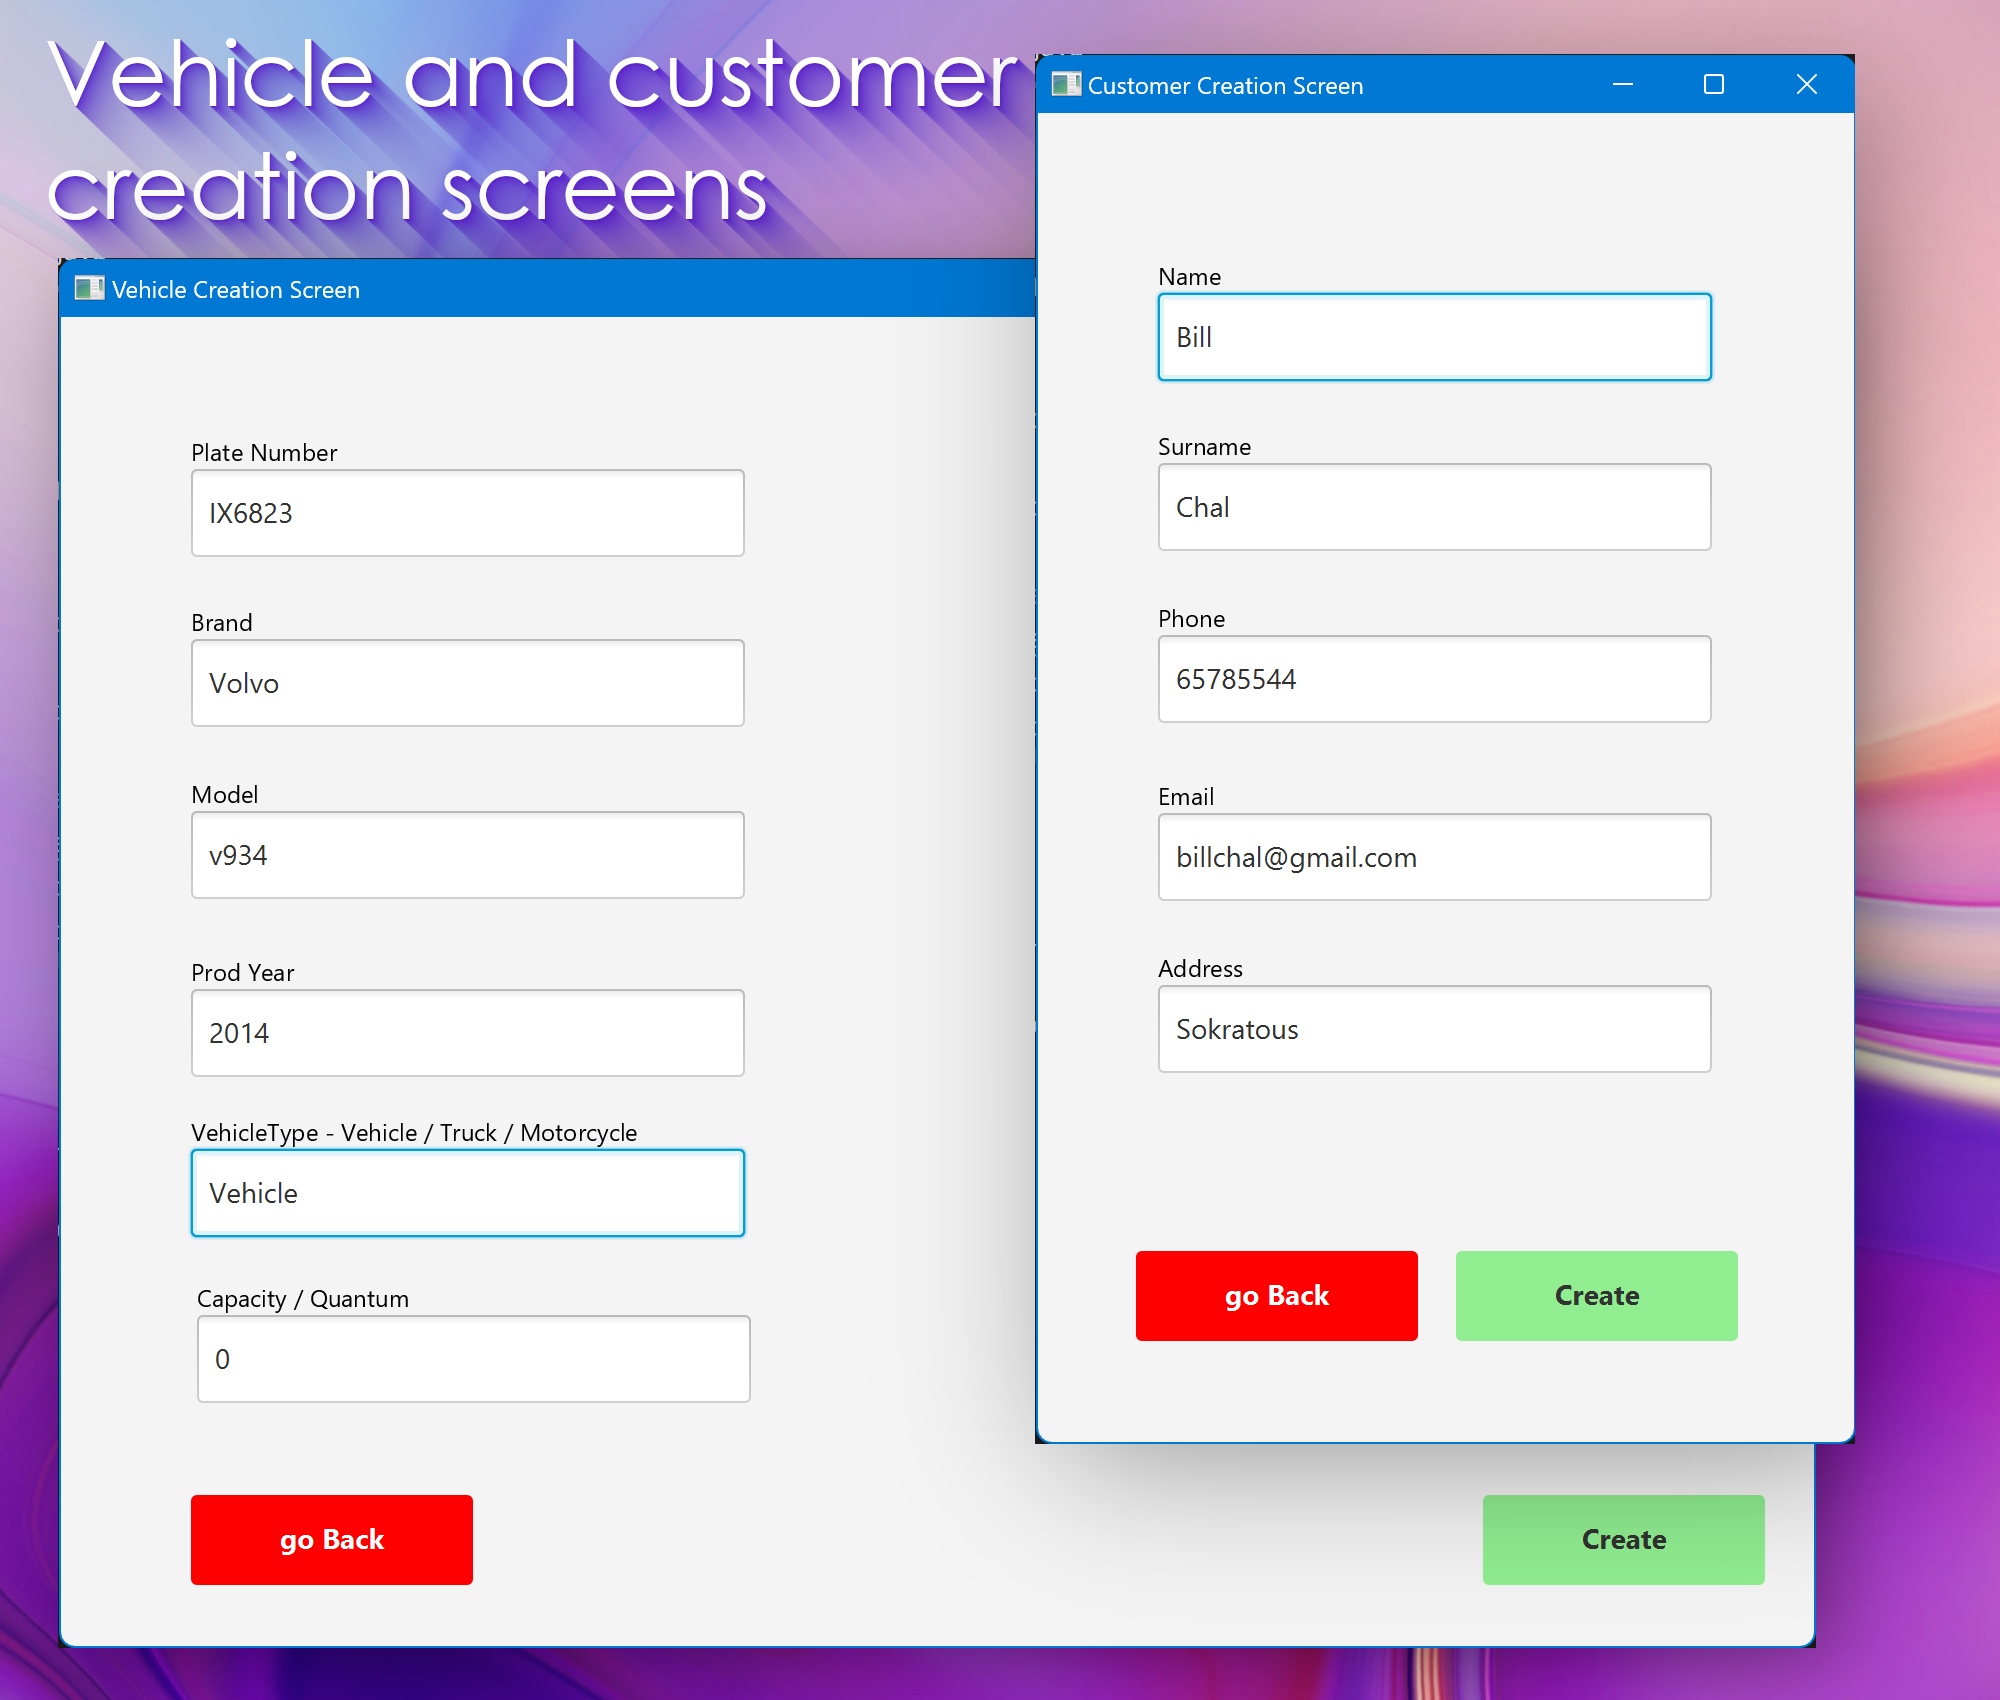 Vehicle and customer
creation screens
Vehicle Creation Screen
Plate Number
IX6823
Brand
Volvo
Model
v934
Prod Year
2014
VehicleType - Vehicle / Truck / Motorcycle
Vehicle
Capacity / Quantum
0
go Back
Create
Customer Creation Screen
Name
Bill
Surname
Chal
Phone
65785544
Email
billchal@gmail.com
Address
Sokratous
go Back
Create